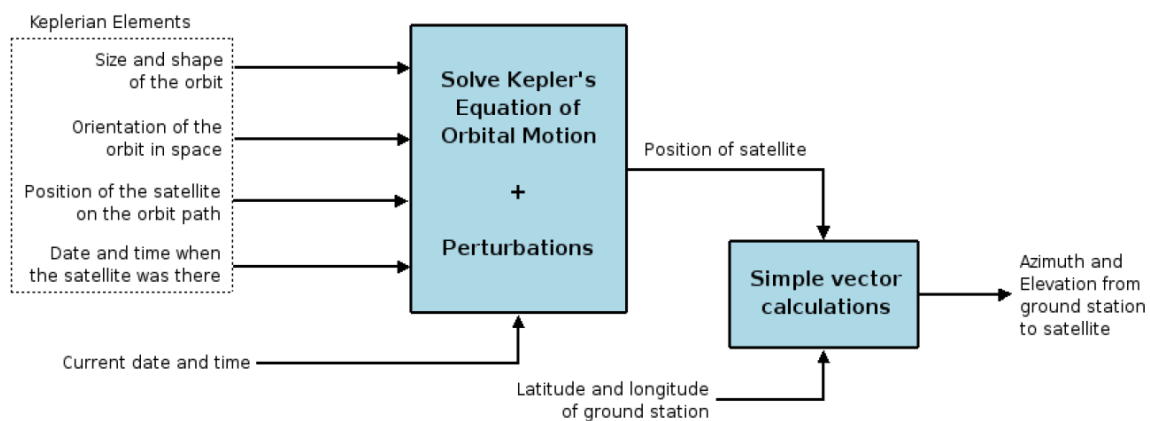 Keplerian Elements
Size and shape
of the orbit
Orientation of the
orbit in space
Position of the satellite
on the orbit path
Date and time when
the satellite was there
Current date and time
Solve Kepler's
Equation of
Orbital Motion
+
Perturbations
Position of satellite
Simple vector
calculations
Latitude and longitude
of ground station
Azimuth and
Elevation from
ground station
to satellite